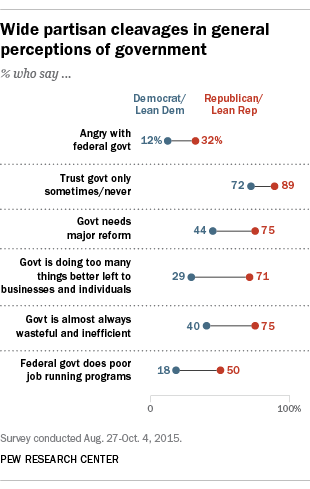 Wide partisan cleavages in general
perceptions of government
% who say ...
Democrat/ Republican/
Lean Dem Lean Rep
Angry with
federal govt
12% 32%
Trust govt only
sometimes/never
72 89
Govt needs
major reform
44 75
Govt is doing too many
things better left to
businesses and individuals
29 71
Govt is almost always
wasteful and inefficient
40 75
Federal govt does poor
job running programs
18 50
0 100%
Survey conducted Aug. 27-Oct. 4, 2015.
PEW RESEARCH CENTER